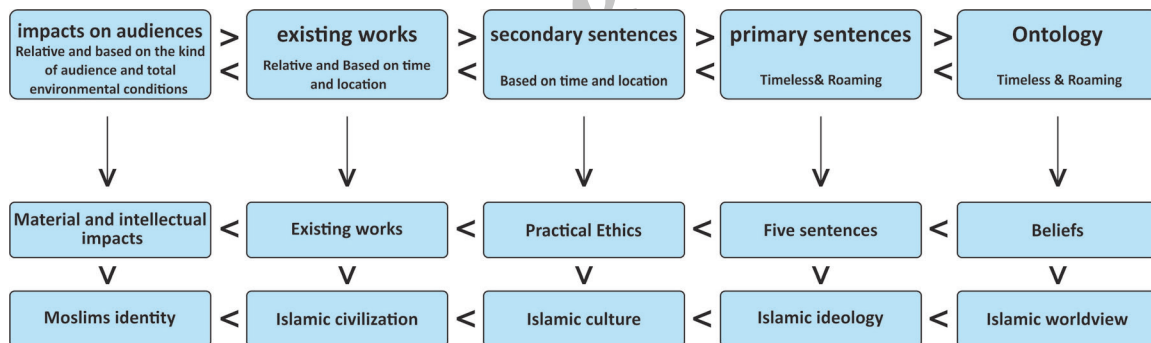 impacts on audiences
Relative and based on the kind
of audience and total
environmental conditions
>
<
existing works
Relative and Based on time
and location
>
<
secondary sentences
Based on time and location
>
<
primary sentences
Timeless& Roaming
>
<
Ontology
Timeless & Roaming
Material and intellectual
impacts
<
Existing works
<
Practical Ethics
<
Five sentences
<
Beliefs
Moslims identity
<
Islamic civilization
<
Islamic culture
<
Islamic ideology
<
Islamic worldview